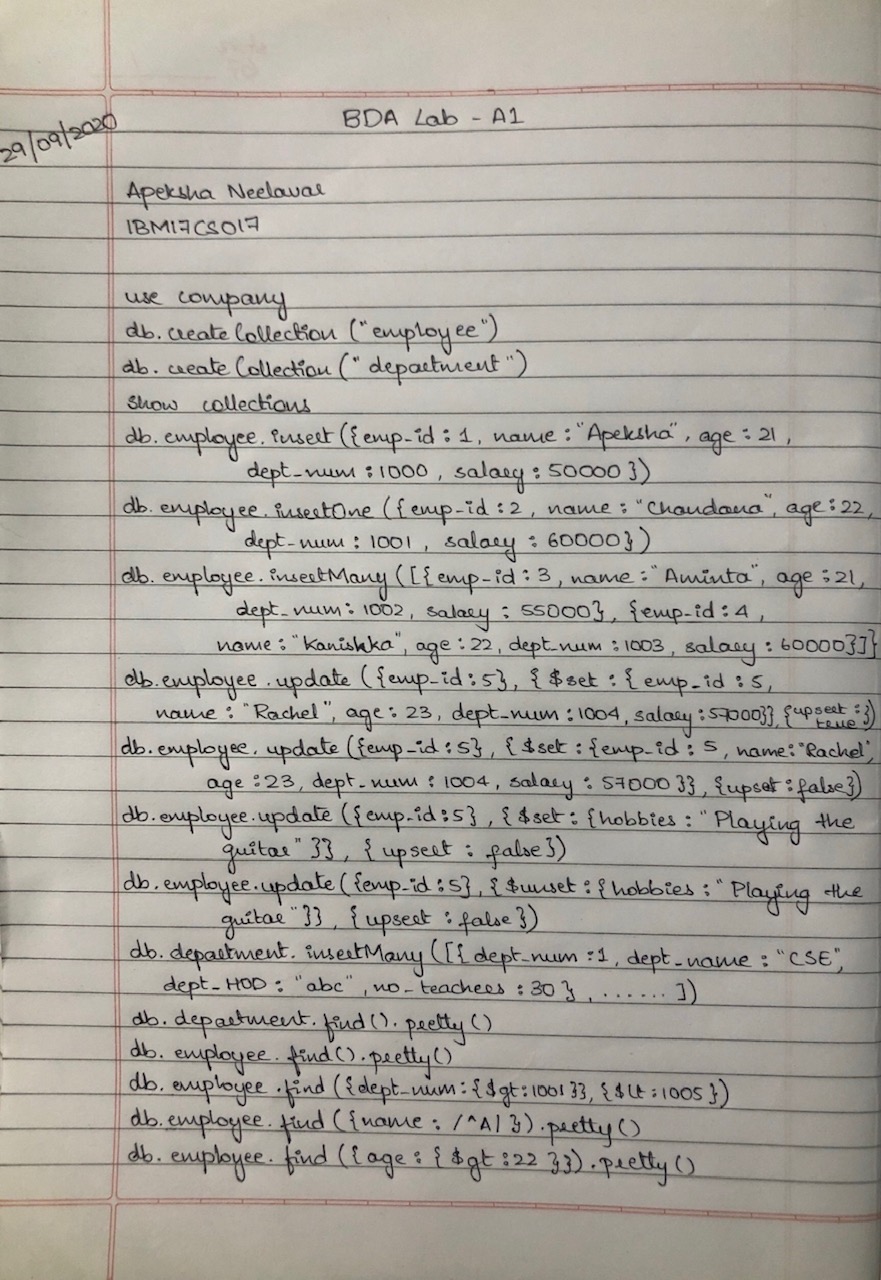 BDA Lab - A1
29/09/2020
Apeksha Neelavar
1BM17CS017
use company
db.createCollection ("employee")
db.createCollection ("department")
show collections
db.employee.insert ({emp-id : 1, name : "Apeksha", age : 21,
dept-num : 1000, salary : 50000})
db.employee.insertOne ({emp-id : 2, name : "Chandana", age : 22,
dept-num : 1001, salary : 60000})
db.employee.insertMany ([{emp-id : 3, name : "Aminta", age : 21,
dept_num : 1002, salary : 55000}, {emp-id : 4,
name : "Kanishka", age : 22, dept-num : 1003, salary : 60000}]}
db.employee.update ({emp-id : 5}, { $set : { emp-id : 5,
name : "Rachel", age : 23, dept-num : 1004, salary : 57000}}, {upsert : true})
db.employee.update ({emp-id : 5}, { $set : {emp-id : 5, name : "Rachel",
age : 23, dept-num : 1004, salary : 57000 }}, {upset : false})
db.employee.update ({emp-id : 5}, { $set : {hobbies : "Playing the
guitar" }}, { upsert : false})
db.employee.update ({emp-id : 5}, { $unset : {hobbies : "Playing the
guitar" }}, {upsert : false})
db.department.insertMany ([{ dept-num : 1, dept_name : "CSE",
dept_HOD : "abc", no_teachers : 30 }, ....... ])
db.department.find().pretty()
db.employee.find().pretty()
db.employee.find ({dept-num : {$gt : 1001 }}, {$lt : 1005 })
db.employee.find ({name : /^A/ }).pretty()
db.employee.find ({age : { $gt : 22 }}).pretty()